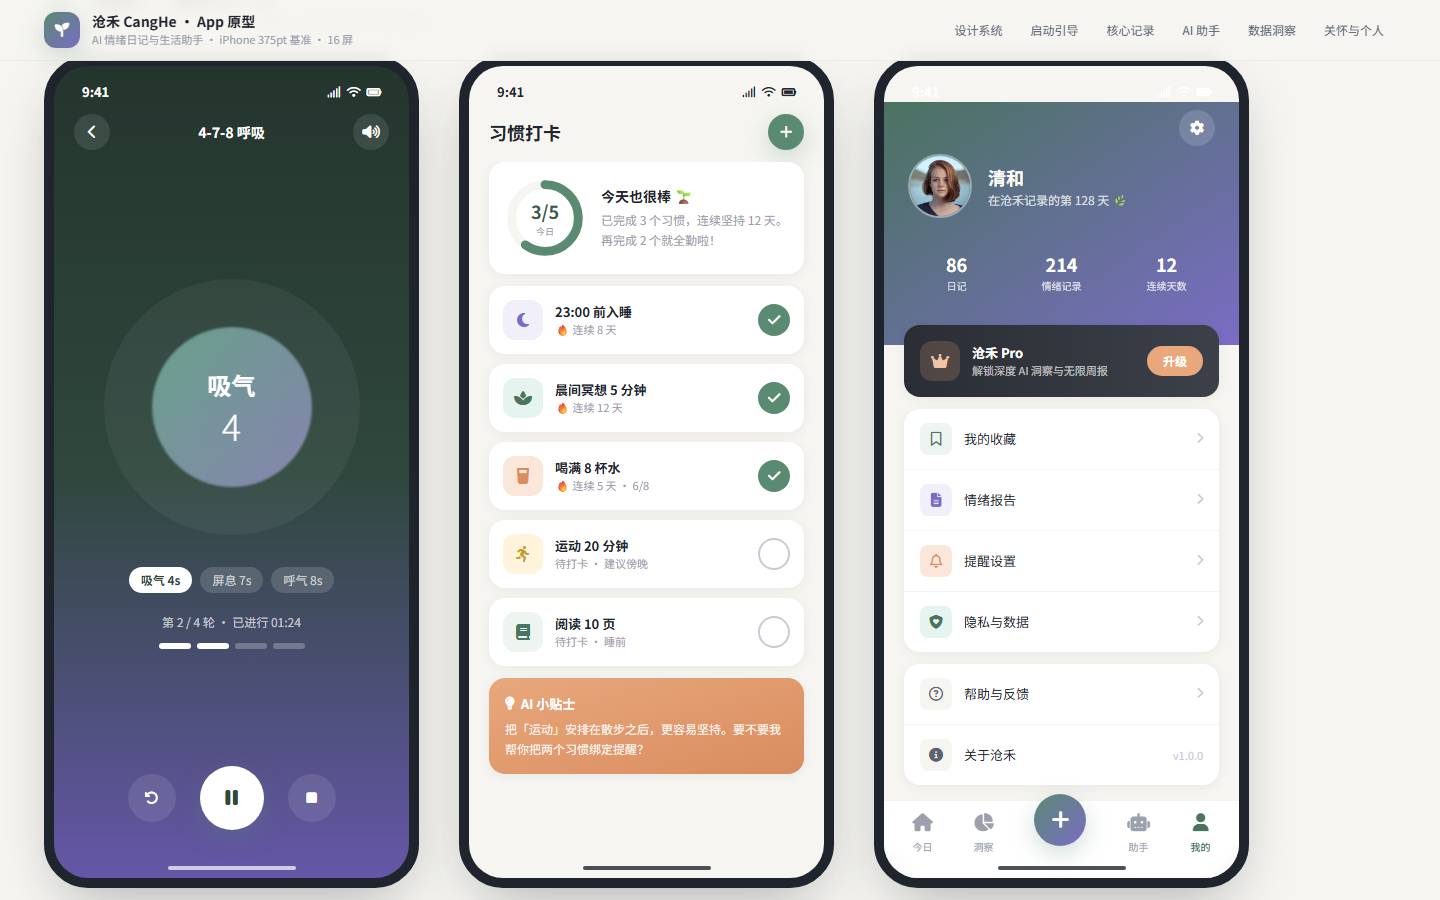 沧禾 CangHe · App 原型
AI 情绪日记与生活助手 · iPhone 375pt 基准 · 16 屏
设计系统
启动引导
核心记录
AI 助手
数据洞察
关怀与个人
9:41
4-7-8 呼吸
吸气
4
吸气 4s
屏息 7s
呼气 8s
第 2 / 4 轮 · 已进行 01:24
9:41
习惯打卡
3/5
今日
今天也很棒
已完成 3 个习惯，连续坚持 12 天。
再完成 2 个就全勤啦！
23:00 前入睡
连续 8 天
晨间冥想 5 分钟
连续 12 天
喝满 8 杯水
连续 5 天 · 6/8
运动 20 分钟
待打卡 · 建议傍晚
阅读 10 页
待打卡 · 睡前
AI 小贴士
把「运动」安排在散步之后，更容易坚持。要不要我
帮你把两个习惯绑定提醒？
9:41
清和
在沧禾记录的第 128 天
86
日记
214
情绪记录
12
连续天数
沧禾 Pro
解锁深度 AI 洞察与无限周报
升级
我的收藏
情绪报告
提醒设置
隐私与数据
帮助与反馈
关于沧禾
v1.0.0
今日
洞察
助手
我的